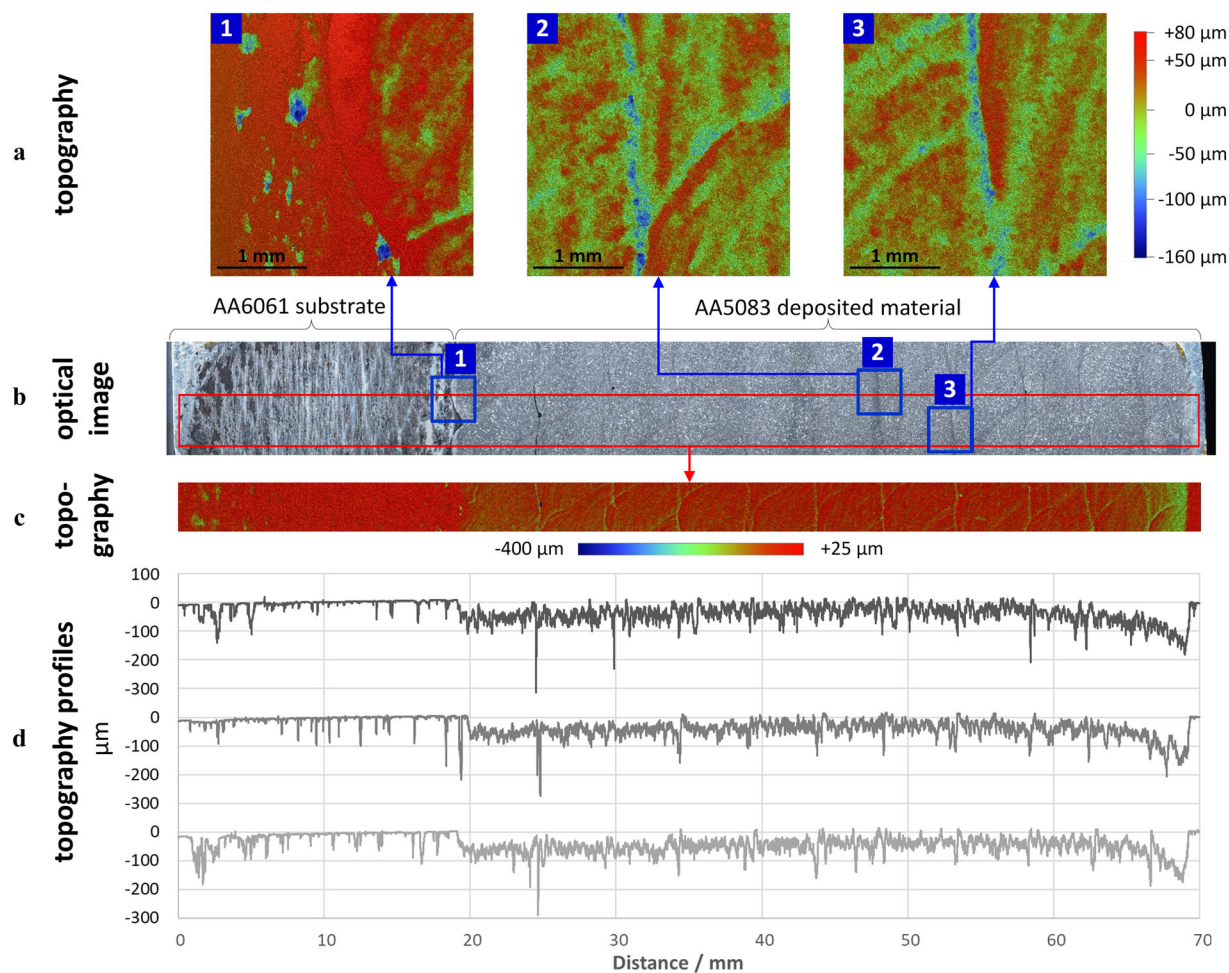 1
2
3
+80 µm
+50 µm
0 µm
-50 µm
-100 µm
-160 µm
a
topography
1 mm
1 mm
1 mm
AA6061 substrate
AA5083 deposited material
1
2
3
b
optical
image
c
topo-
graphy
-400 µm
+25 µm
d
topography profiles
µm
100
0
-100
-200
-300
0
-100
-200
-300
0
-100
-200
-300
0
10
20
30
40
50
60
70
Distance / mm